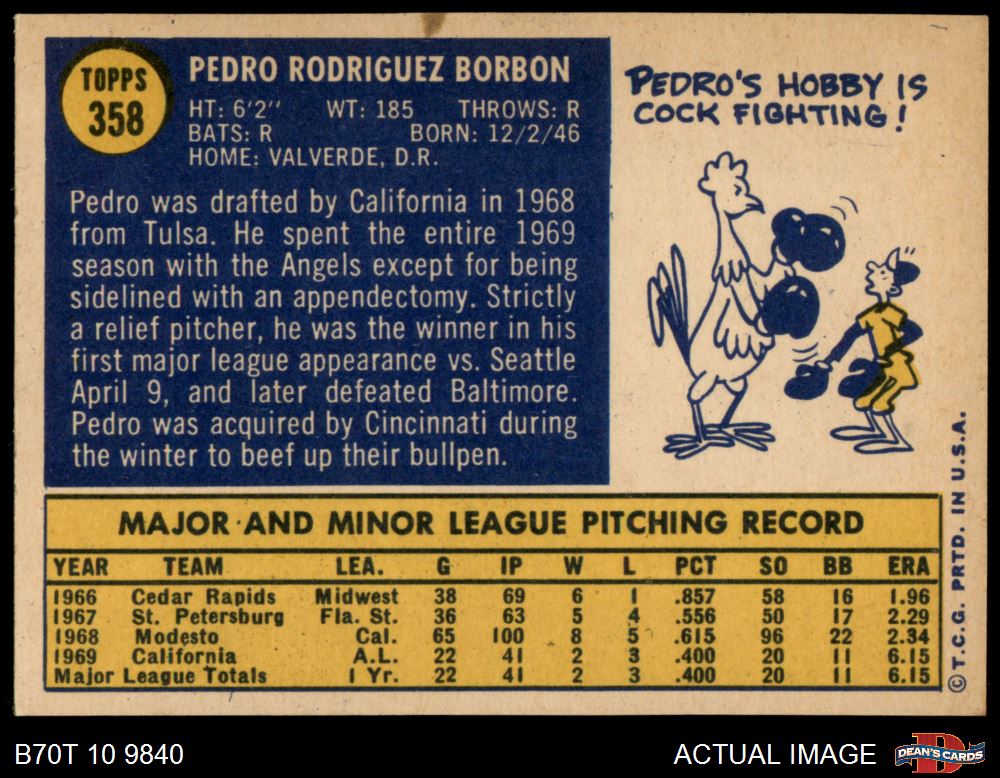 TOPPS
358
PEDRO RODRIGUEZ BORBON
HT: 6'2" WT: 185 THROWS: R
BATS: R BORN: 12/2/46
HOME: VALVERDE, D.R.
Pedro was drafted by California in 1968
from Tulsa. He spent the entire 1969
season with the Angels except for being
sidelined with an appendectomy. Strictly
a relief pitcher, he was the winner in his
first major league appearance vs. Seattle
April 9, and later defeated Baltimore.
Pedro was acquired by Cincinnati during
the winter to beef up their bullpen.
PEDRO'S HOBBY IS
COCK FIGHTING!
MAJOR AND MINOR LEAGUE PITCHING RECORD
YEAR TEAM LEA. G IP W L PCT SO BB ERA
1966 Cedar Rapids Midwest 38 69 6 1 .857 58 16 1.96
1967 St. Petersburg Fla. St. 36 63 5 4 .556 50 17 2.29
1968 Modesto Cal. 65 100 8 5 .615 96 22 2.34
1969 California A.L. 22 41 2 3 .400 20 11 6.15
Major League Totals 1 Yr. 22 41 2 3 .400 20 11 6.15
© T.C.G. PRTD. IN U.S.A.
B70T 10 9840
ACTUAL IMAGE
DEAN'S CARDS